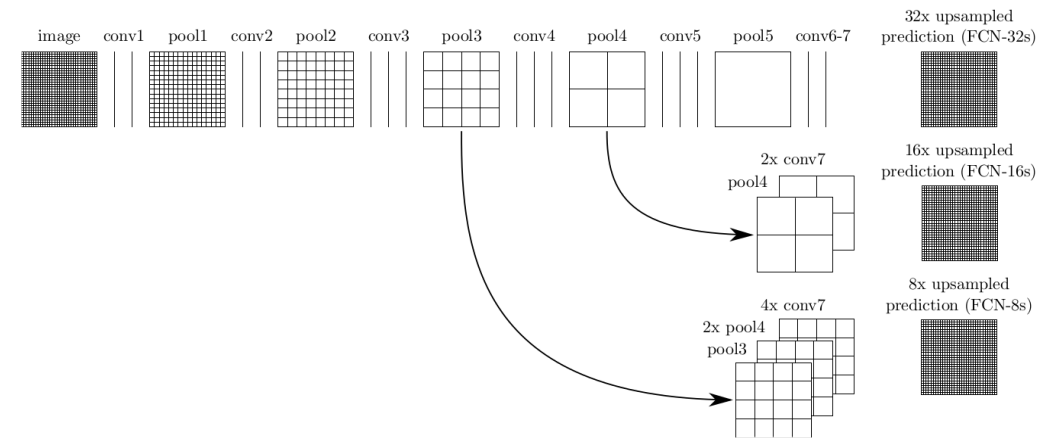 image
conv1
pool1
conv2
pool2
conv3
pool3
conv4
pool4
conv5
pool5
conv6-7
32x upsampled
prediction (FCN-32s)
2x conv7
pool4
16x upsampled
prediction (FCN-16s)
4x conv7
2x pool4
pool3
8x upsampled
prediction (FCN-8s)